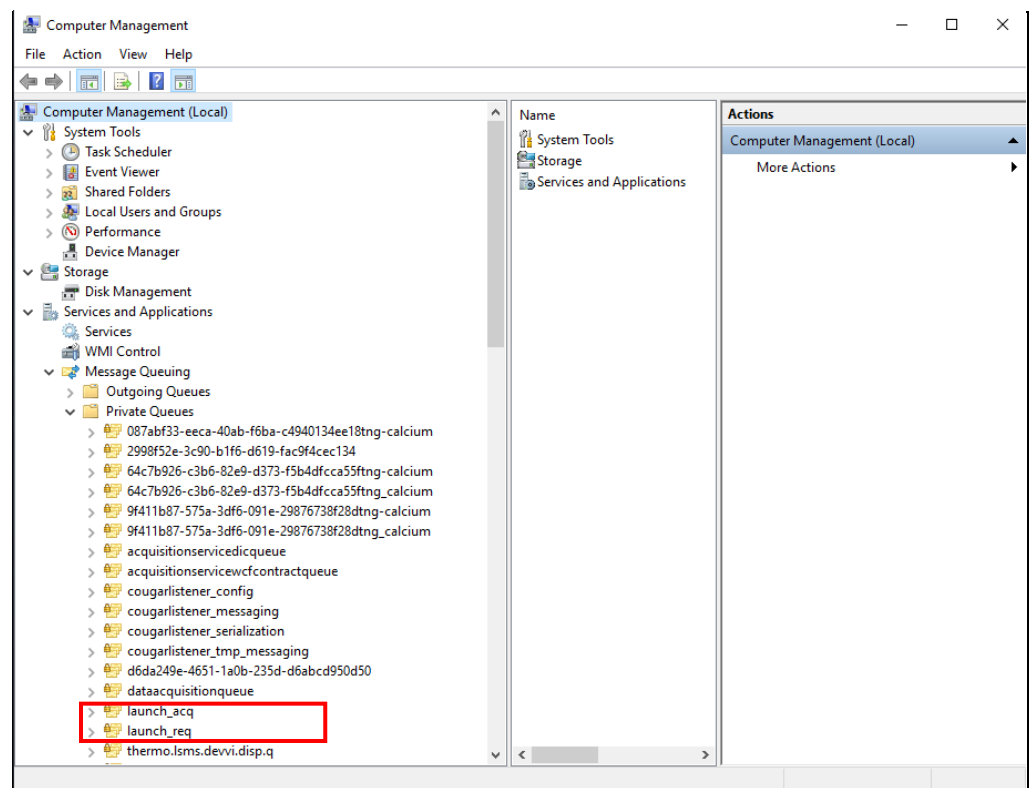 Computer Management
File Action View Help
Computer Management (Local)
System Tools
Task Scheduler
Event Viewer
Shared Folders
Local Users and Groups
Performance
Device Manager
Storage
Disk Management
Services and Applications
Services
WMI Control
Message Queuing
Outgoing Queues
Private Queues
087abf33-eeca-40ab-f6ba-c4940134ee18tng-calcium
2998f52e-3c90-b1f6-d619-fac9f4cec134
64c7b926-c3b6-82e9-d373-f5b4dfcca55ftng-calcium
64c7b926-c3b6-82e9-d373-f5b4dfcca55ftng_calcium
9f411b87-575a-3df6-091e-29876738f28dtng-calcium
9f411b87-575a-3df6-091e-29876738f28dtng_calcium
acquisitionservicedicqueue
acquisitionservicewcfcontractqueue
cougarlistener_config
cougarlistener_messaging
cougarlistener_serialization
cougarlistener_tmp_messaging
d6da249e-4651-1a0b-235d-d6abcd950d50
dataacquisitionqueue
launch_acq
launch_req
thermo.lsms.devvi.disp.q
Name
System Tools
Storage
Services and Applications
Actions
Computer Management (Local)
More Actions